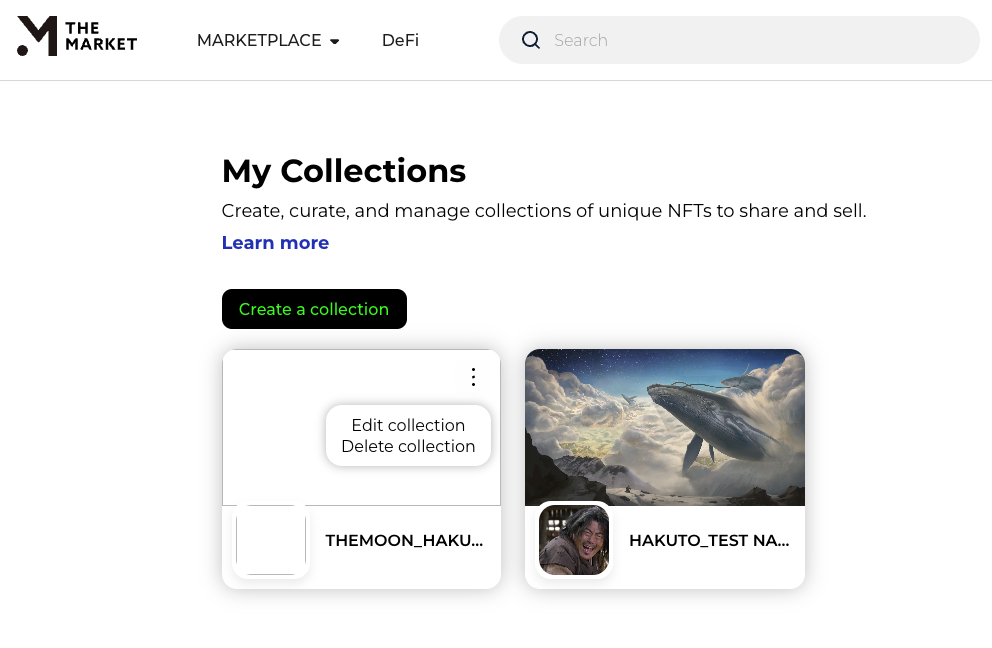 THE
MARKET
MARKETPLACE
DeFi
Search
My Collections
Create, curate, and manage collections of unique NFTs to share and sell.
Learn more
Create a collection
Edit collection
Delete collection
THEMOON_HAKU...
HAKUTO_TEST NA...